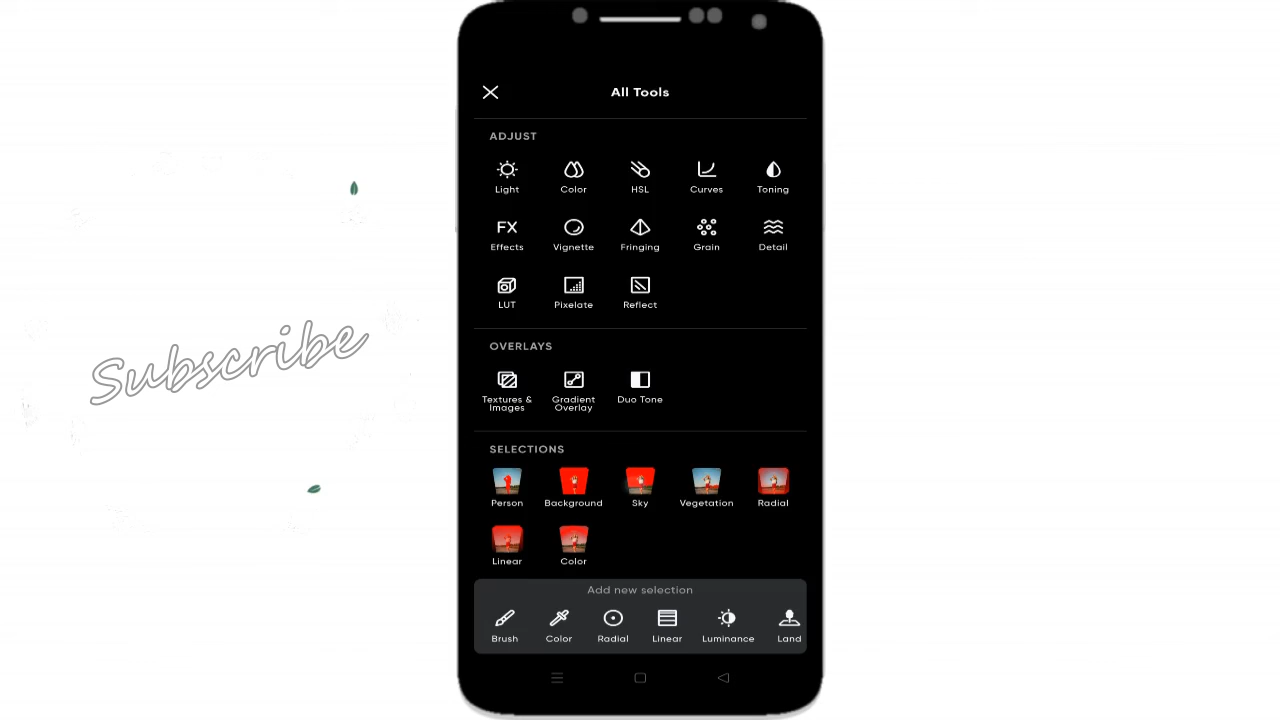 All Tools
ADJUST
Light Color HSL Curves Toning
FX
Effects Vignette Fringing Grain Detail
LUT Pixelate Reflect
OVERLAYS
Textures & Images Gradient Overlay Duo Tone
SELECTIONS
Person Background Sky Vegetation Radial
Linear Color
Add new selection
Brush Color Radial Linear Luminance Land
Subscribe